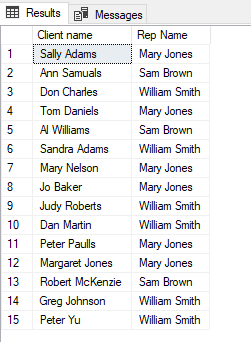 Results Messages
Client name Rep Name
1 Sally Adams Mary Jones
2 Ann Samuals Sam Brown
3 Don Charles William Smith
4 Tom Daniels Mary Jones
5 Al Williams Sam Brown
6 Sandra Adams William Smith
7 Mary Nelson Mary Jones
8 Jo Baker Mary Jones
9 Judy Roberts William Smith
10 Dan Martin William Smith
11 Peter Paulls Mary Jones
12 Margaret Jones Mary Jones
13 Robert McKenzie Sam Brown
14 Greg Johnson William Smith
15 Peter Yu William Smith